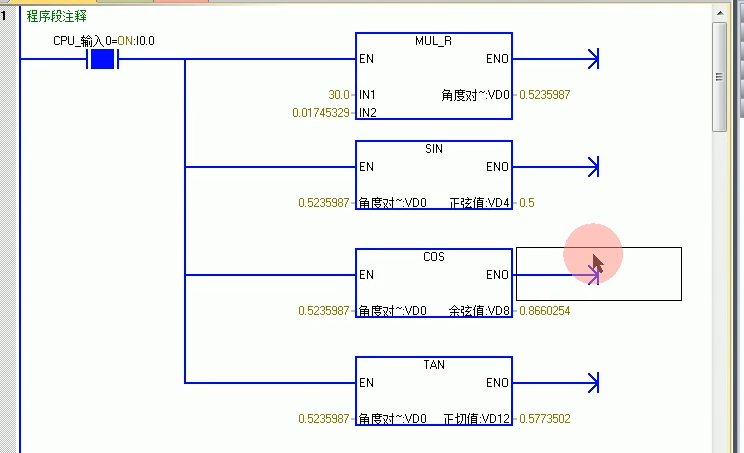 1
程序段注释
CPU_输入0=ON:I0.0
MUL_R
EN ENO
30.0 IN1 角度对~:VD0 0.5235987
0.01745329 IN2
SIN
EN ENO
0.5235987 角度对~:VD0 正弦值:VD4 0.5
COS
EN ENO
0.5235987 角度对~:VD0 余弦值:VD8 0.8660254
TAN
EN ENO
0.5235987 角度对~:VD0 正切值:VD12 0.5773502